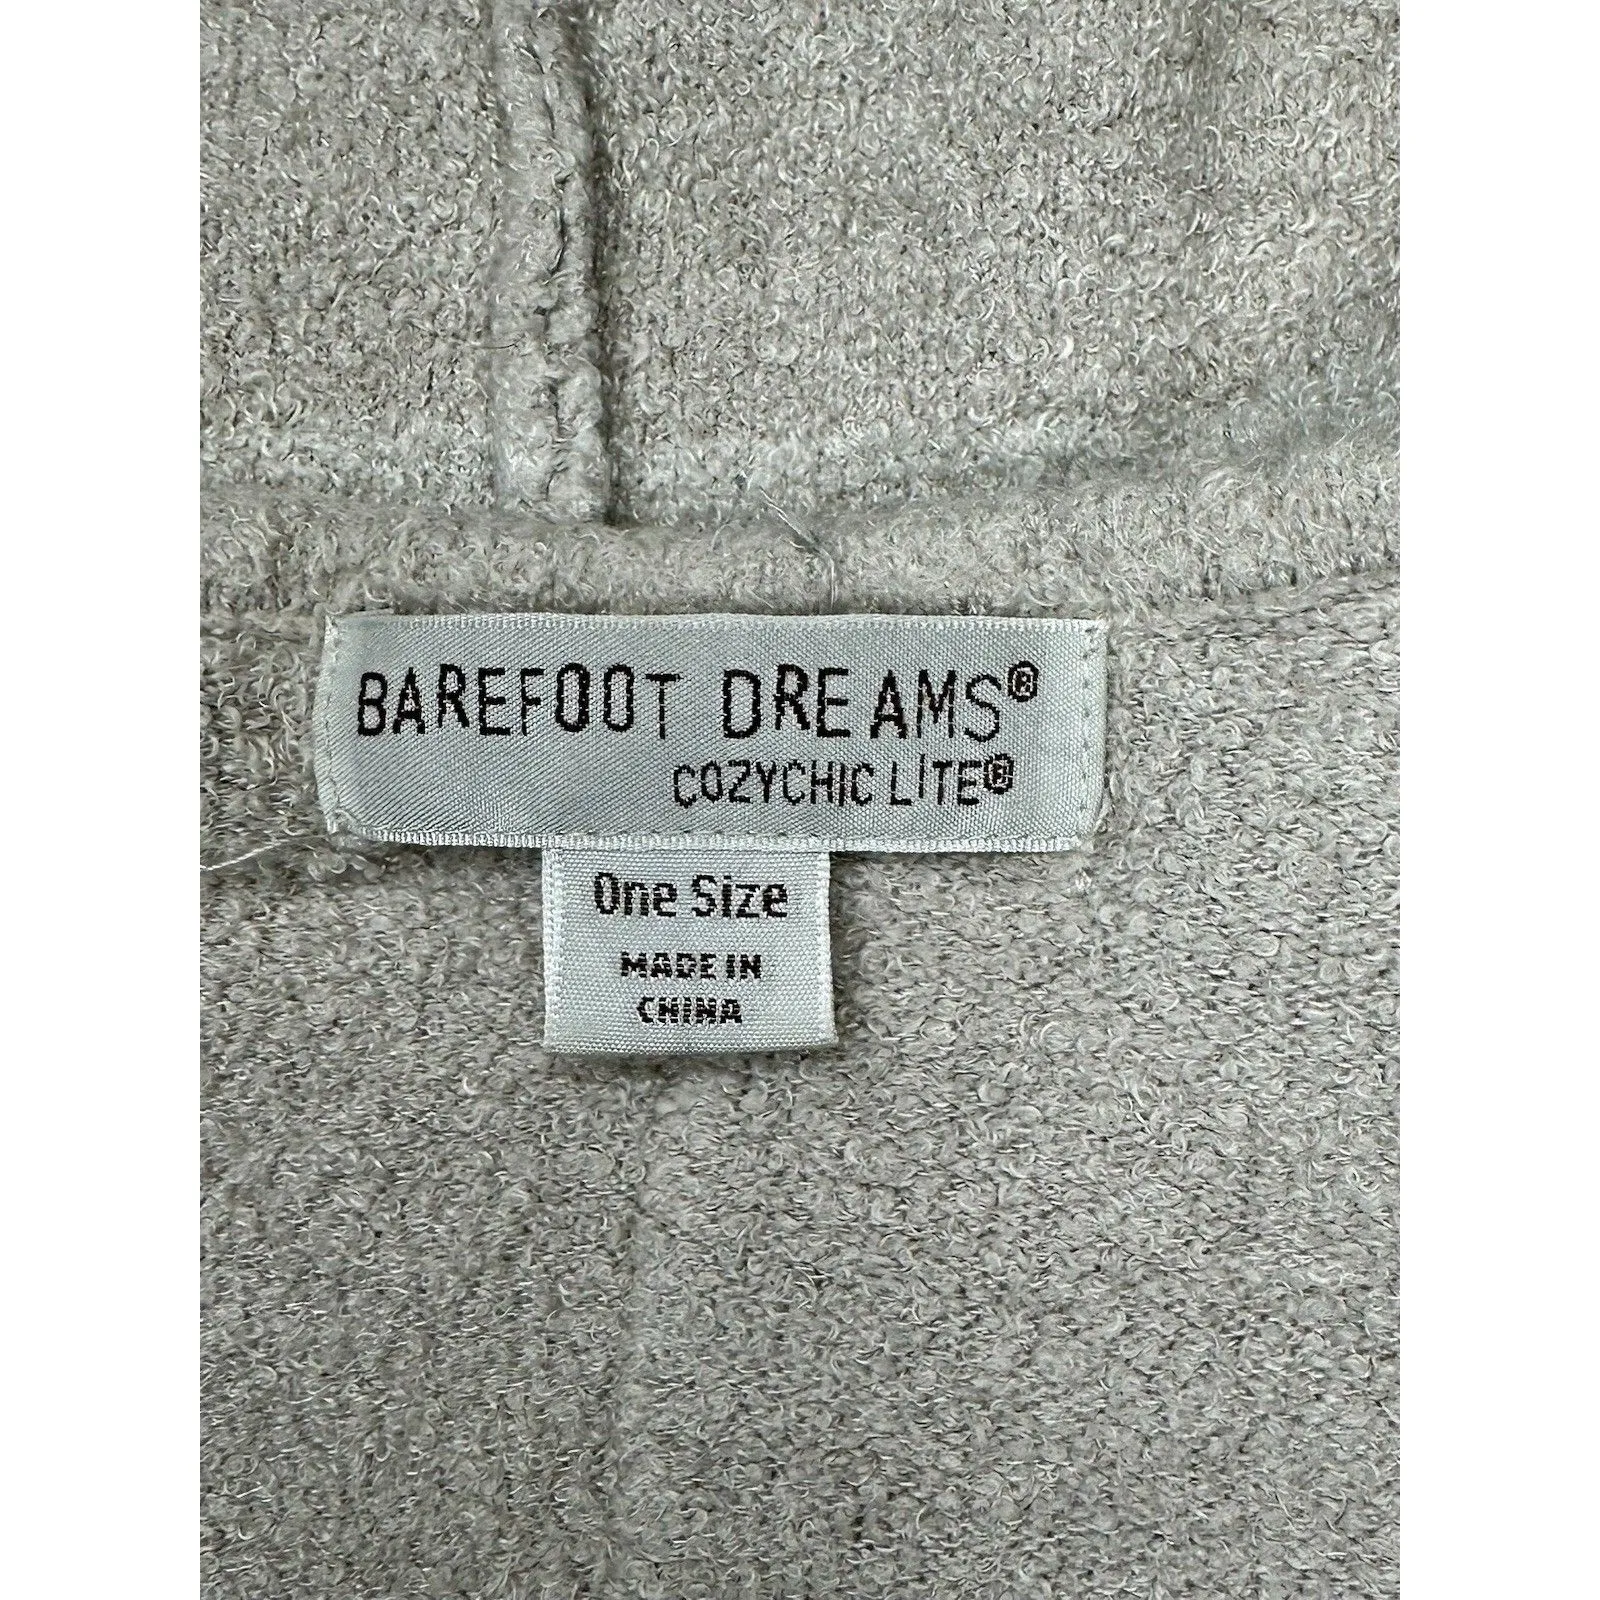 BAREFOOT DREAMS®
COZYCHIC LITE®
One Size
MADE IN
CHINA